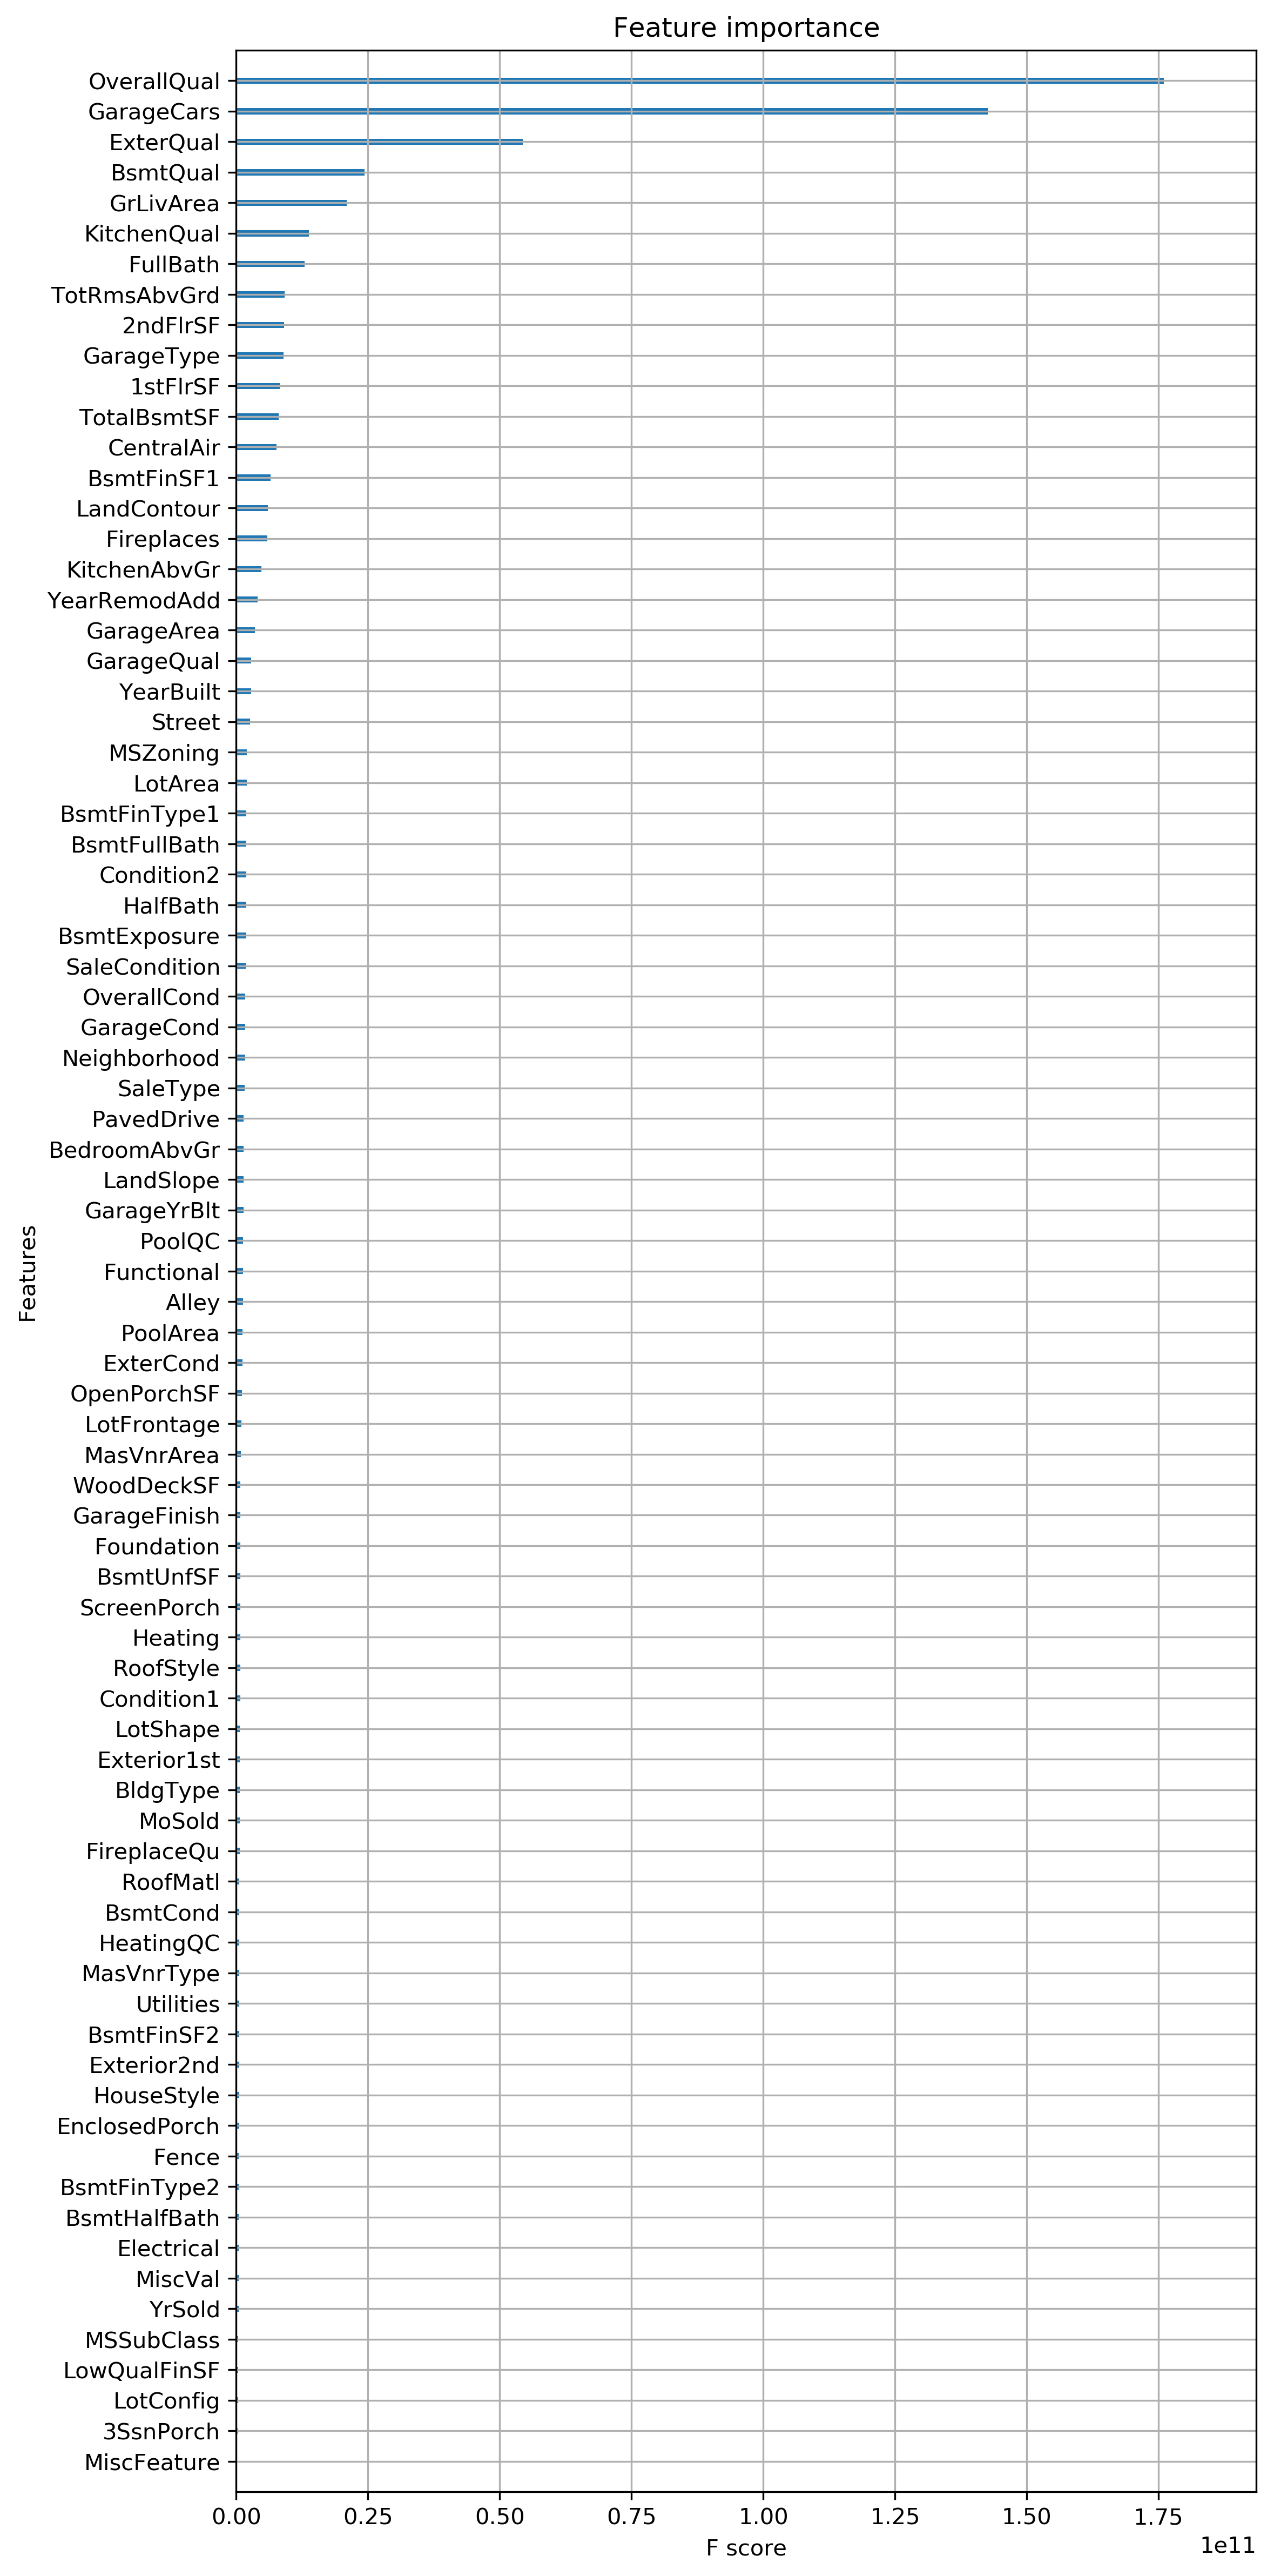 Feature importance
OverallQual
GarageCars
ExterQual
BsmtQual
GrLivArea
KitchenQual
FullBath
TotRmsAbvGrd
2ndFlrSF
GarageType
1stFlrSF
TotalBsmtSF
CentralAir
BsmtFinSF1
LandContour
Fireplaces
KitchenAbvGr
YearRemodAdd
GarageArea
GarageQual
YearBuilt
Street
MSZoning
LotArea
BsmtFinType1
BsmtFullBath
Condition2
HalfBath
BsmtExposure
SaleCondition
OverallCond
GarageCond
Neighborhood
SaleType
PavedDrive
BedroomAbvGr
LandSlope
GarageYrBlt
PoolQC
Functional
Alley
PoolArea
ExterCond
OpenPorchSF
LotFrontage
MasVnrArea
WoodDeckSF
GarageFinish
Foundation
BsmtUnfSF
ScreenPorch
Heating
RoofStyle
Condition1
LotShape
Exterior1st
BldgType
MoSold
FireplaceQu
RoofMatl
BsmtCond
HeatingQC
MasVnrType
Utilities
BsmtFinSF2
Exterior2nd
HouseStyle
EnclosedPorch
Fence
BsmtFinType2
BsmtHalfBath
Electrical
MiscVal
YrSold
MSSubClass
LowQualFinSF
LotConfig
3SsnPorch
MiscFeature
Features
0.00 0.25 0.50 0.75 1.00 1.25 1.50 1.75
1e11
F score